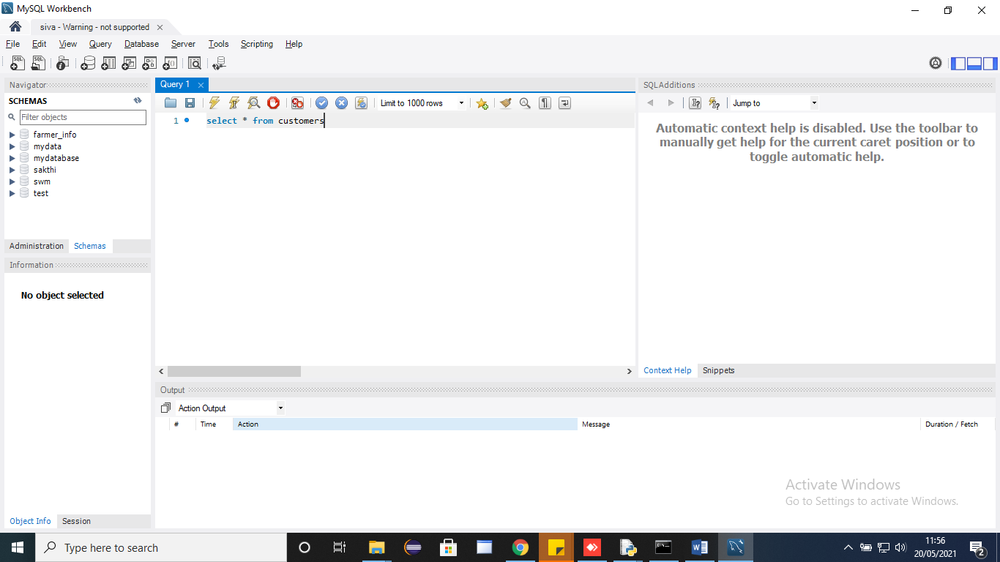 MySQL Workbench
siva - Warning - not supported
File Edit View Query Database Server Tools Scripting Help
Navigator
SCHEMAS
Filter objects
farmer_info
mydata
mydatabase
sakthi
swm
test
Administration Schemas
Information
No object selected
Object Info Session
Query 1
Limit to 1000 rows
1 select * from customers
SQLAdditions
Jump to
Automatic context help is disabled. Use the toolbar to
manually get help for the current caret position or to
toggle automatic help.
Context Help Snippets
Output
Action Output
# Time Action Message Duration / Fetch
Activate Windows
Go to Settings to activate Windows.
Type here to search
11:56
20/05/2021
2